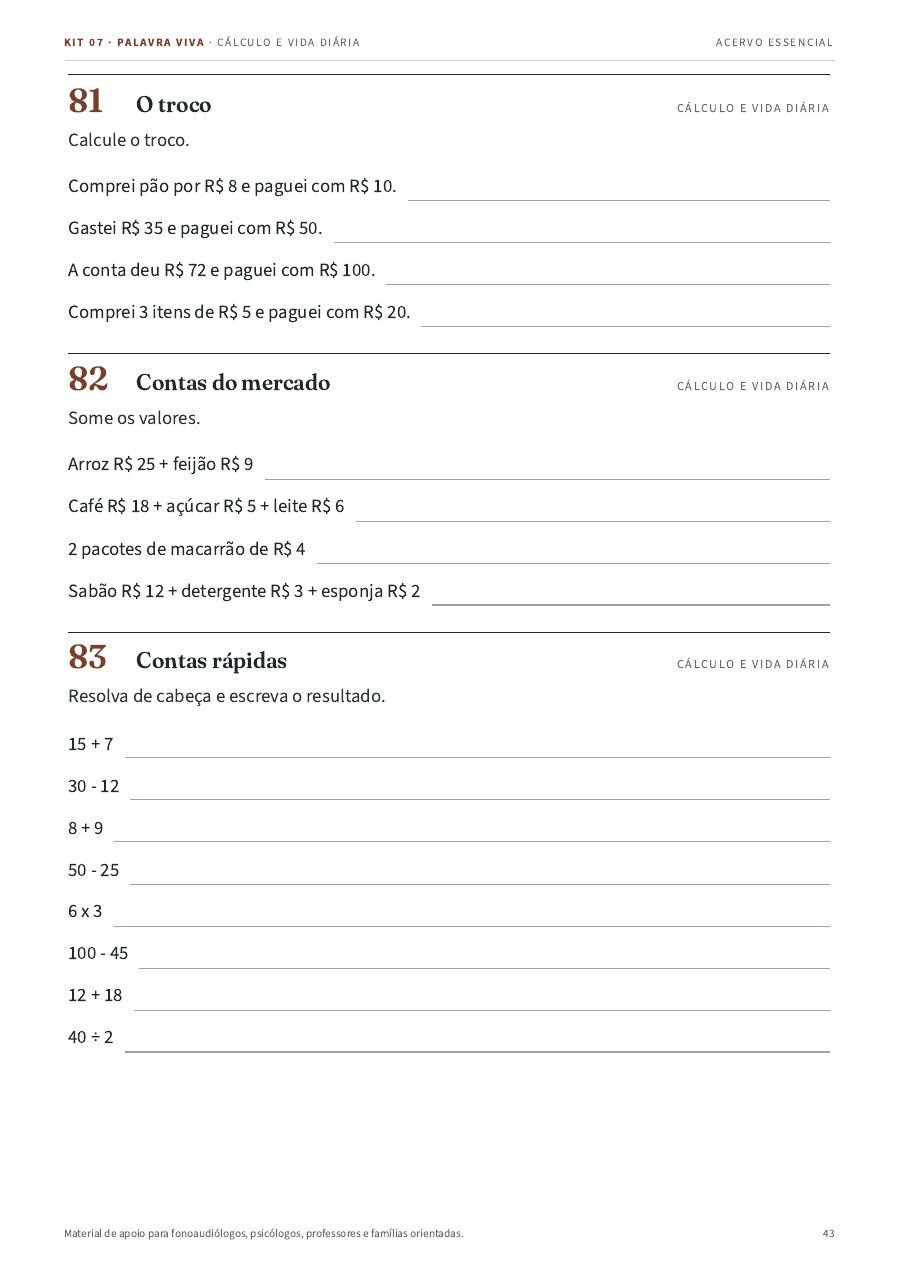 KIT 07 · PALAVRA VIVA · CÁLCULO E VIDA DIÁRIA ACERVO ESSENCIAL
81 O troco CÁLCULO E VIDA DIÁRIA
Calcule o troco.
Comprei pão por R$ 8 e paguei com R$ 10.
Gastei R$ 35 e paguei com R$ 50.
A conta deu R$ 72 e paguei com R$ 100.
Comprei 3 itens de R$ 5 e paguei com R$ 20.
82 Contas do mercado CÁLCULO E VIDA DIÁRIA
Some os valores.
Arroz R$ 25 + feijão R$ 9
Café R$ 18 + açúcar R$ 5 + leite R$ 6
2 pacotes de macarrão de R$ 4
Sabão R$ 12 + detergente R$ 3 + esponja R$ 2
83 Contas rápidas CÁLCULO E VIDA DIÁRIA
Resolva de cabeça e escreva o resultado.
15 + 7
30 - 12
8 + 9
50 - 25
6 x 3
100 - 45
12 + 18
40 ÷ 2
Material de apoio para fonoaudiólogos, psicólogos, professores e famílias orientadas. 43